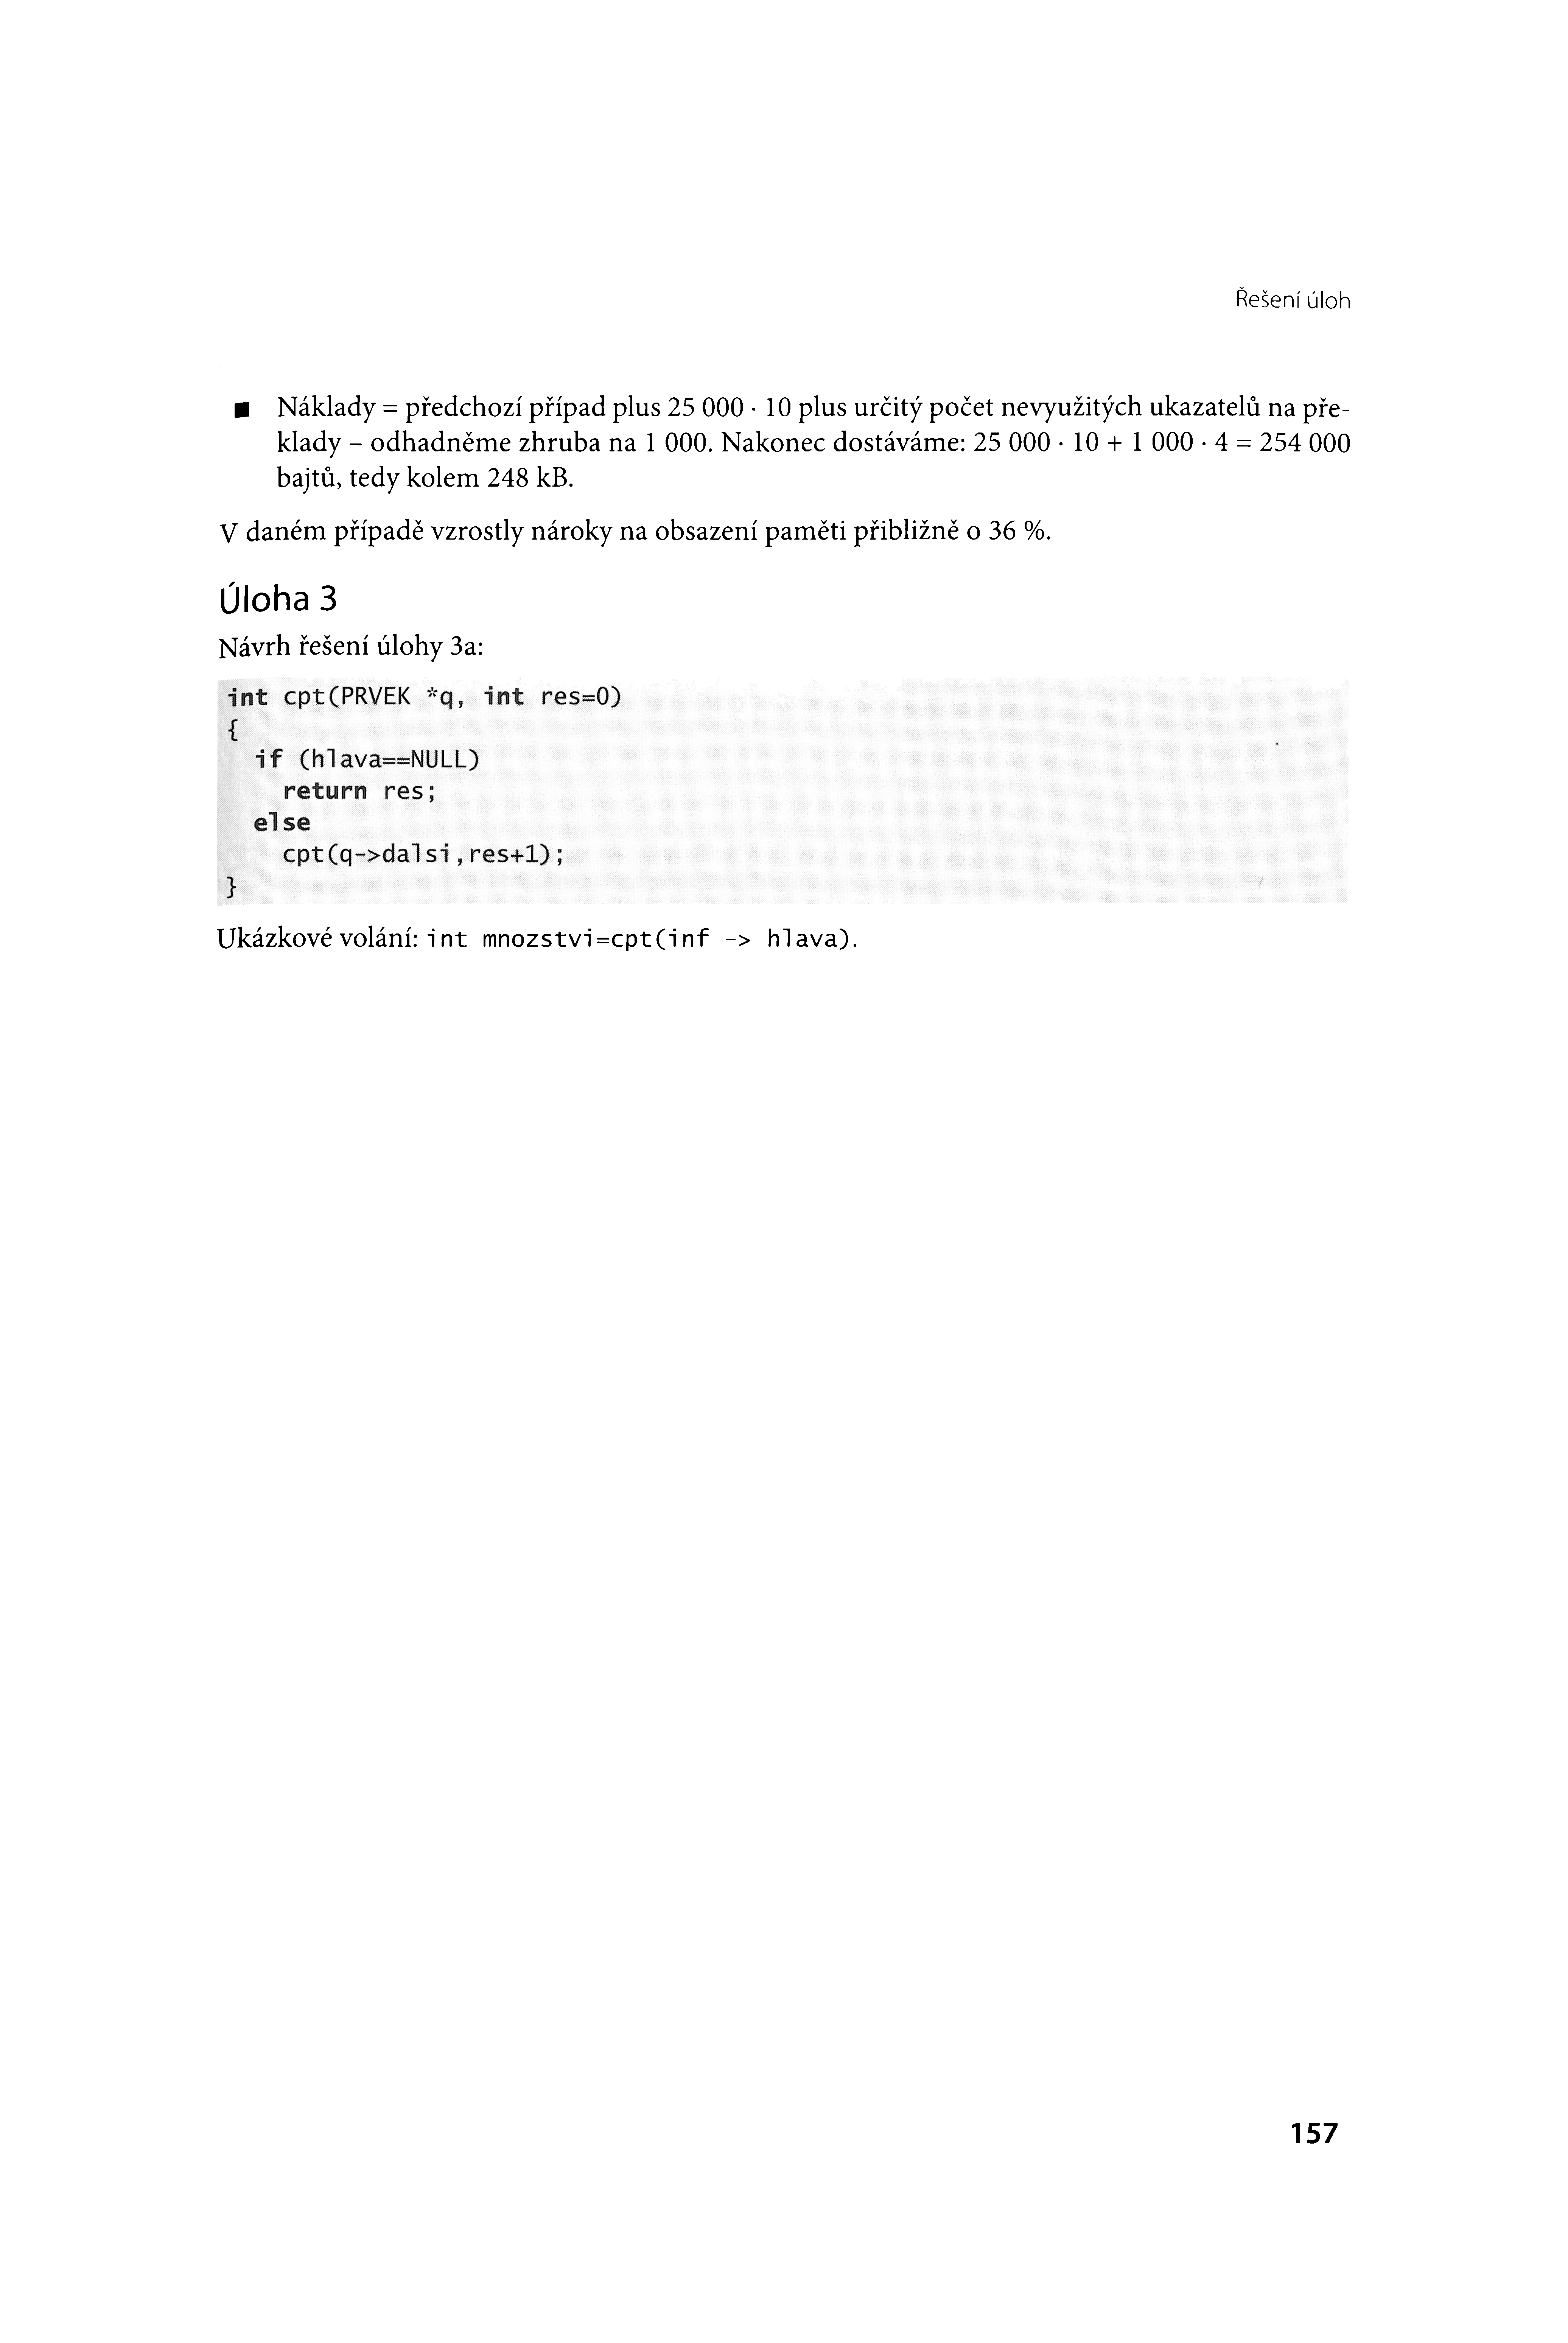 Řešení úloh
■ Náklady = předchozí případ plus 25 000 · 10 plus určitý počet nevyužitých ukazatelů na pře-
klady – odhadněme zhruba na 1 000. Nakonec dostáváme: 25 000 · 10 + 1 000 · 4 = 254 000
bajtů, tedy kolem 248 kB.
V daném případě vzrostly nároky na obsazení paměti přibližně o 36 %.
Úloha 3
Návrh řešení úlohy 3a:
int cpt(PRVEK *q, int res=0)
{
  if (hlava==NULL)
    return res;
  else
    cpt(q->dalsi,res+1);
}
Ukázkové volání: int mnozstvi=cpt(inf -> hlava).
157